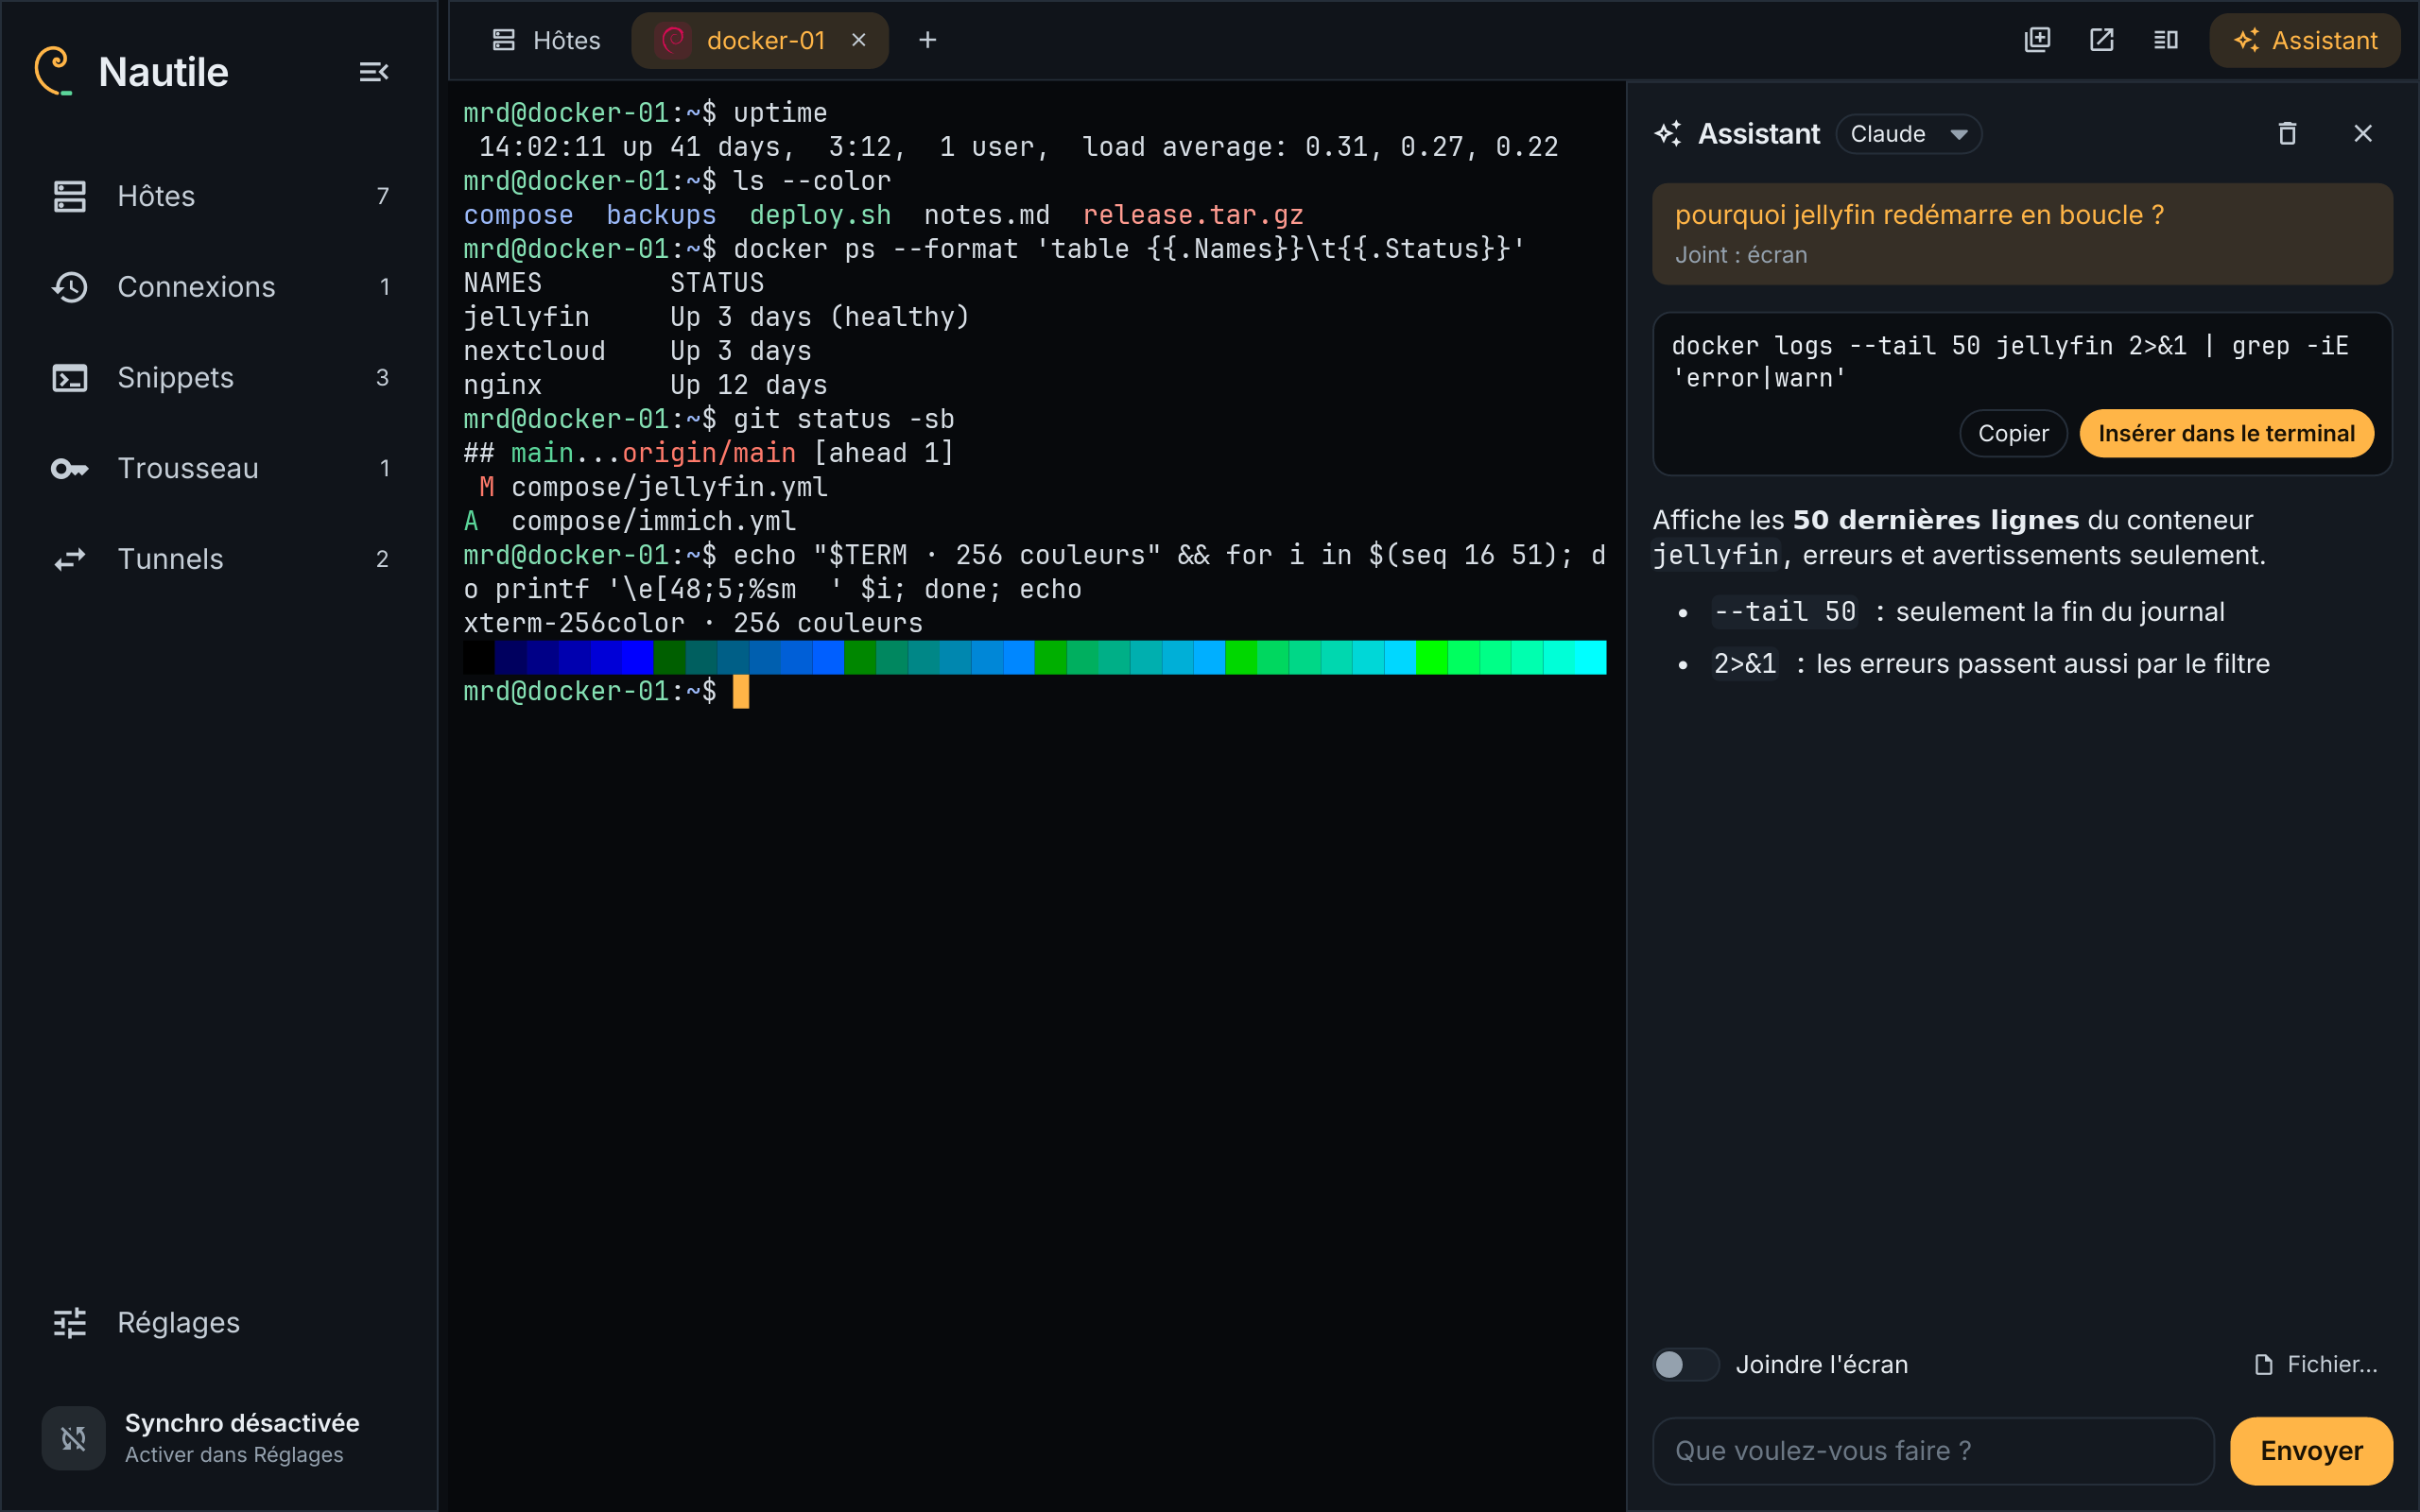 Nautile
Hôtes 7
Connexions 1
Snippets 3
Trousseau 1
Tunnels 2
Réglages
Synchro désactivée
Activer dans Réglages
Hôtes
docker-01
Assistant
mrd@docker-01:~$ uptime
 14:02:11 up 41 days,  3:12,  1 user,  load average: 0.31, 0.27, 0.22
mrd@docker-01:~$ ls --color
compose  backups  deploy.sh  notes.md  release.tar.gz
mrd@docker-01:~$ docker ps --format 'table {{.Names}}\t{{.Status}}'
NAMES        STATUS
jellyfin     Up 3 days (healthy)
nextcloud    Up 3 days
nginx        Up 12 days
mrd@docker-01:~$ git status -sb
## main...origin/main [ahead 1]
 M compose/jellyfin.yml
A  compose/immich.yml
mrd@docker-01:~$ echo "$TERM · 256 couleurs" && for i in $(seq 16 51); d
o printf '\e[48;5;%sm  ' $i; done; echo
xterm-256color · 256 couleurs
mrd@docker-01:~$
Assistant
Claude
pourquoi jellyfin redémarre en boucle ?
Joint : écran
docker logs --tail 50 jellyfin 2>&1 | grep -iE
'error|warn'
Copier
Insérer dans le terminal
Affiche les 50 dernières lignes du conteneur
jellyfin, erreurs et avertissements seulement.
• --tail 50 : seulement la fin du journal
• 2>&1 : les erreurs passent aussi par le filtre
Joindre l'écran
Fichier...
Que voulez-vous faire ?
Envoyer